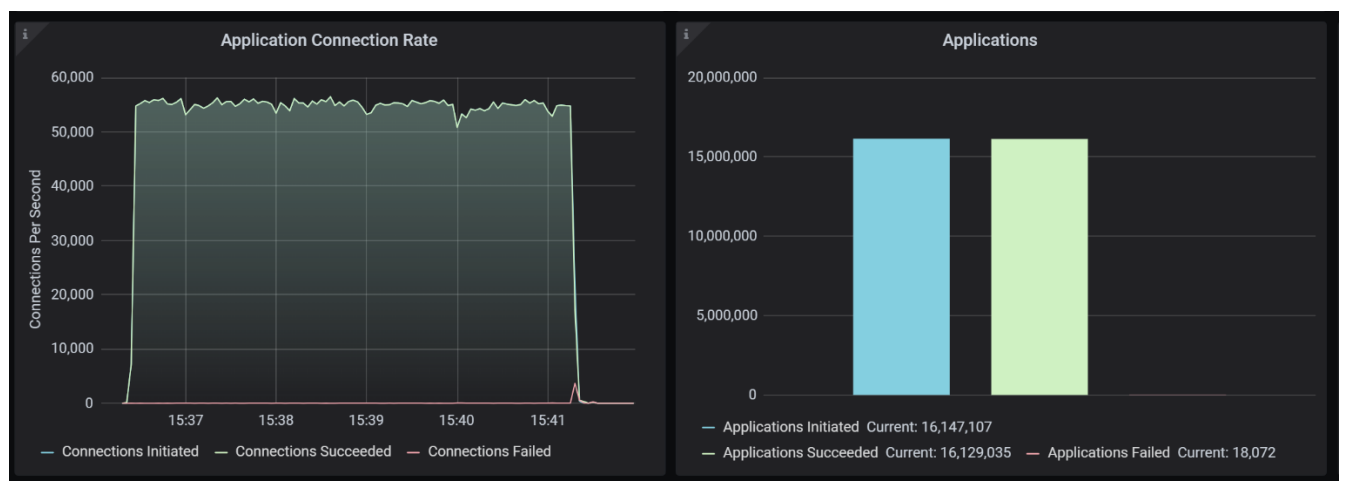 i
Application Connection Rate
60,000
50,000
40,000
30,000
20,000
10,000
0
Connections Per Second
15:37 15:38 15:39 15:40 15:41
Connections Initiated Connections Succeeded Connections Failed
i
Applications
20,000,000
15,000,000
10,000,000
5,000,000
0
Applications Initiated Current: 16,147,107
Applications Succeeded Current: 16,129,035 Applications Failed Current: 18,072